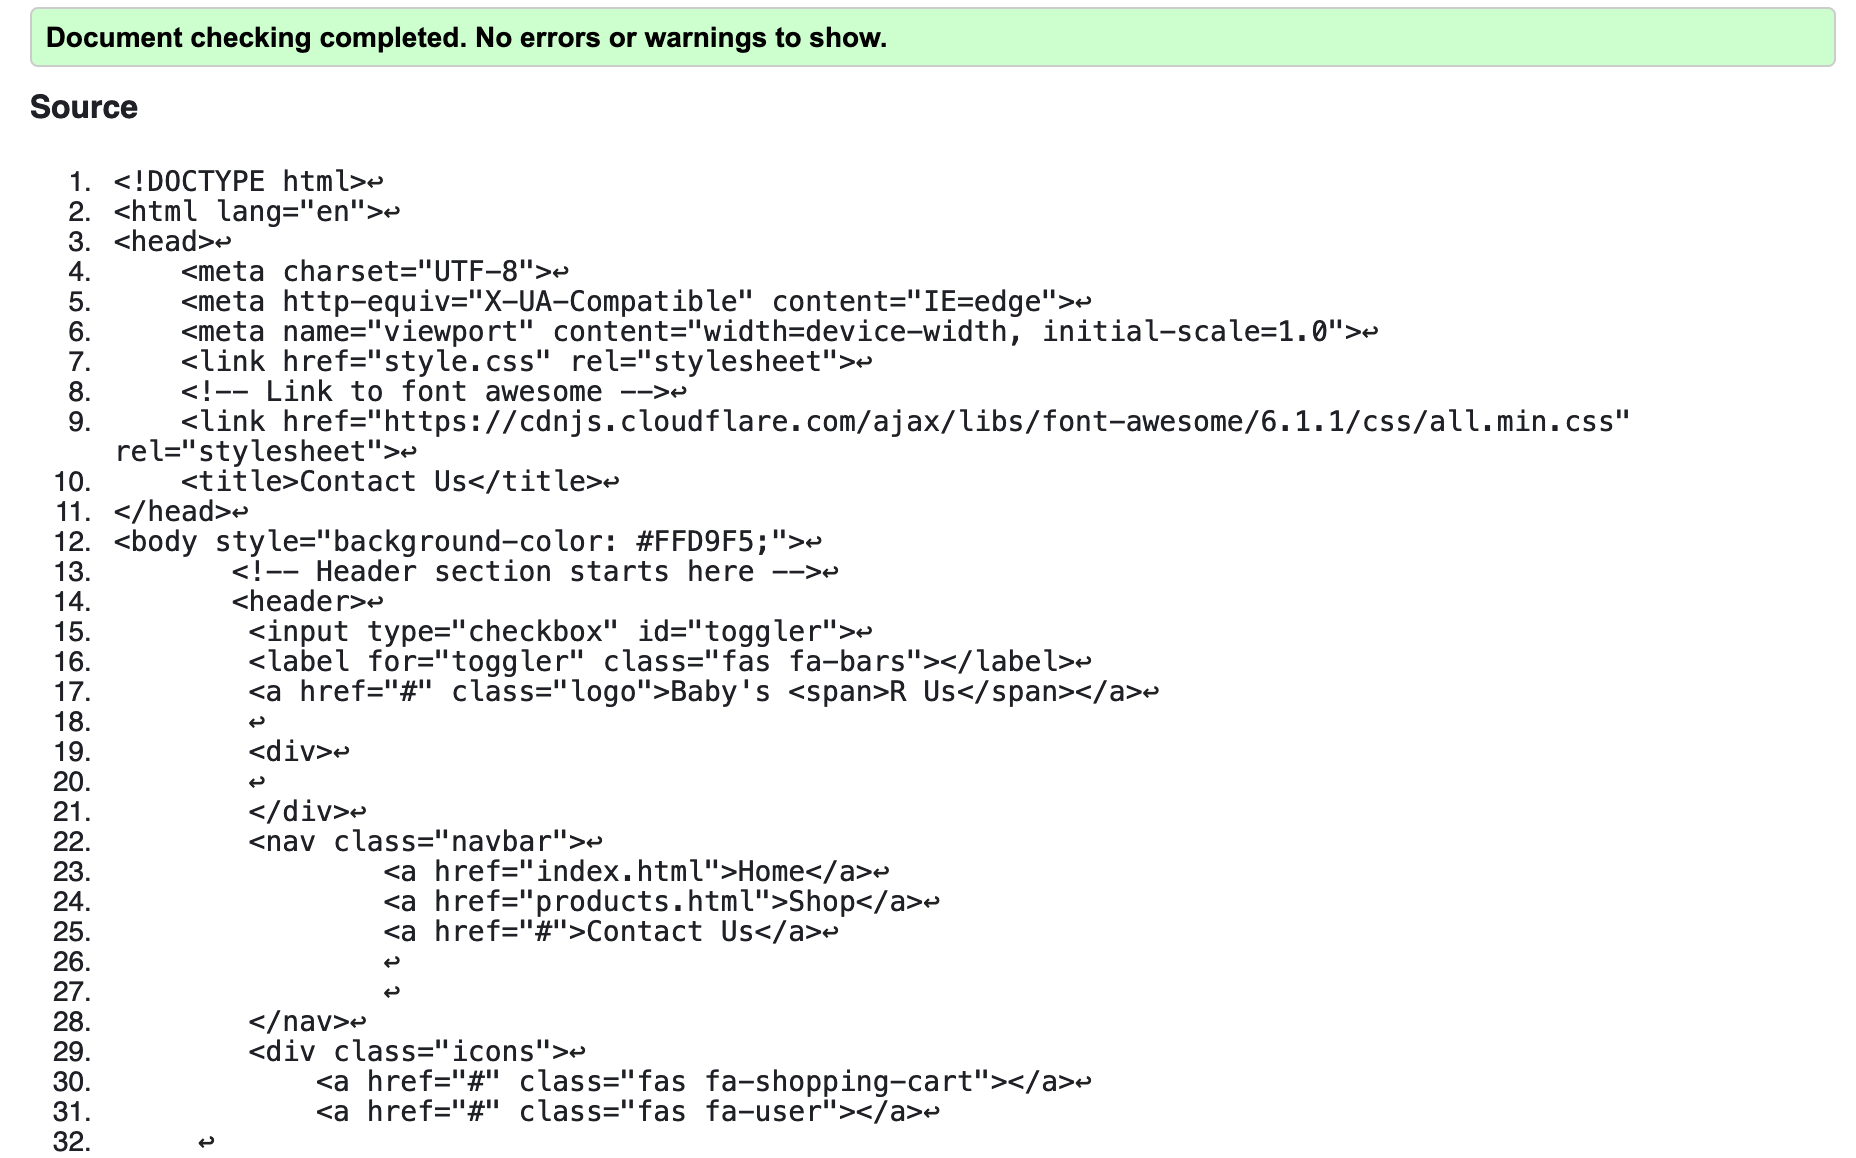 Document checking completed. No errors or warnings to show.
Source
1. <!DOCTYPE html>↩
2. <html lang="en">↩
3. <head>↩
4.     <meta charset="UTF-8">↩
5.     <meta http-equiv="X-UA-Compatible" content="IE=edge">↩
6.     <meta name="viewport" content="width=device-width, initial-scale=1.0">↩
7.     <link href="style.css" rel="stylesheet">↩
8.     <!-- Link to font awesome -->↩
9.     <link href="https://cdnjs.cloudflare.com/ajax/libs/font-awesome/6.1.1/css/all.min.css"
rel="stylesheet">↩
10.     <title>Contact Us</title>↩
11. </head>↩
12. <body style="background-color: #FFD9F5;">↩
13.        <!-- Header section starts here -->↩
14.        <header>↩
15.         <input type="checkbox" id="toggler">↩
16.         <label for="toggler" class="fas fa-bars"></label>↩
17.         <a href="#" class="logo">Baby's <span>R Us</span></a>↩
18.         ↩
19.         <div>↩
20.         ↩
21.         </div>↩
22.         <nav class="navbar">↩
23.                 <a href="index.html">Home</a>↩
24.                 <a href="products.html">Shop</a>↩
25.                 <a href="#">Contact Us</a>↩
26.                 ↩
27.                 ↩
28.         </nav>↩
29.         <div class="icons">↩
30.             <a href="#" class="fas fa-shopping-cart"></a>↩
31.             <a href="#" class="fas fa-user"></a>↩
32.      ↩